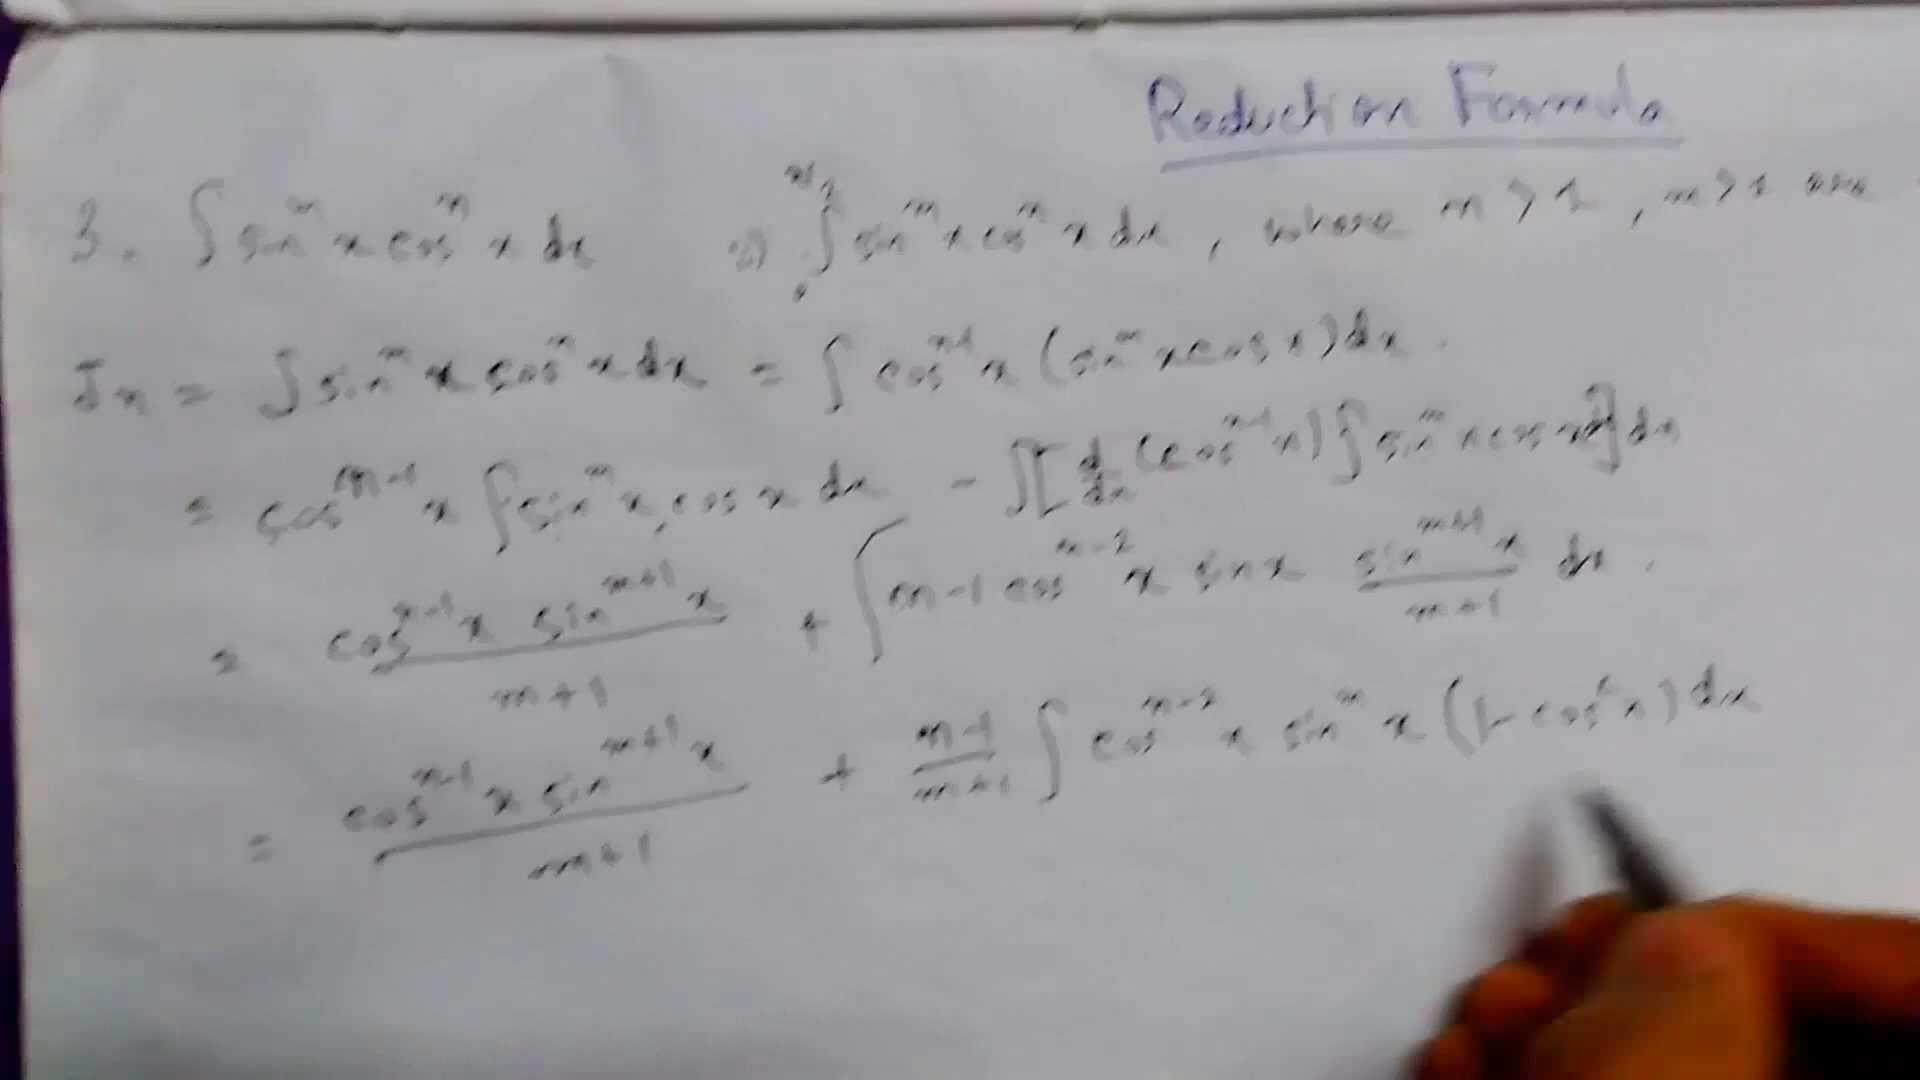 Reduction Formula
3. ∫ sin^m x cos^n x dx ii) ∫_0^{π/2} sin^m x cos^n x dx, where m > 1, n > 1 are
I_n = ∫ sin^m x cos^n x dx = ∫ cos^{n-1} x (sin^m x cos x) dx.
= cos^{n-1} x ∫ sin^m x cos x dx - ∫[d/dx (cos^{n-1} x) ∫ sin^m x cos x dx] dx
= (cos^{n-1} x sin^{m+1} x)/(m+1) + ∫ n-1 cos^{n-2} x sin x (sin^{m+1} x)/(m+1) dx.
= (cos^{n-1} x sin^{m+1} x)/(m+1) + (n-1)/(m+1) ∫ cos^{n-2} x sin^m x (1-cos^2 x) dx